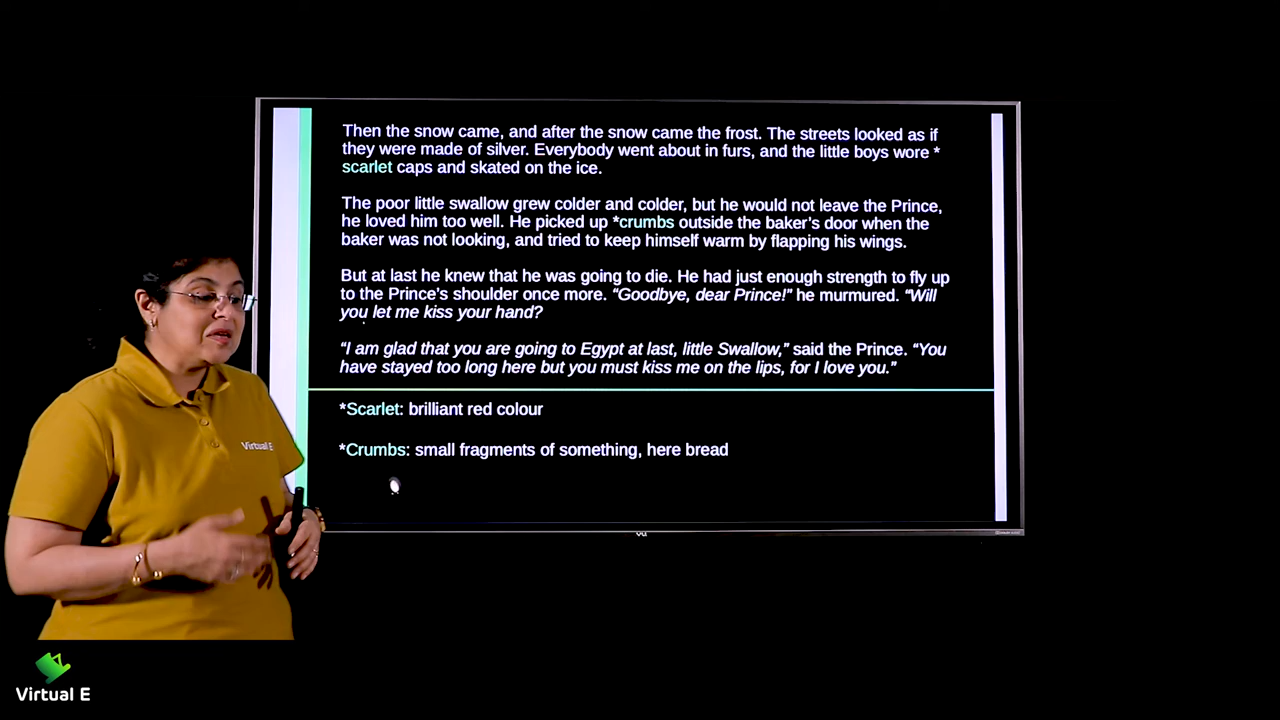 Then the snow came, and after the snow came the frost. The streets looked as if
they were made of silver. Everybody went about in furs, and the little boys wore *
scarlet caps and skated on the ice.
The poor little swallow grew colder and colder, but he would not leave the Prince,
he loved him too well. He picked up *crumbs outside the baker’s door when the
baker was not looking, and tried to keep himself warm by flapping his wings.
But at last he knew that he was going to die. He had just enough strength to fly up
to the Prince’s shoulder once more. “Goodbye, dear Prince!” he murmured. “Will
you let me kiss your hand?
“I am glad that you are going to Egypt at last, little Swallow,” said the Prince. “You
have stayed too long here but you must kiss me on the lips, for I love you.”
*Scarlet: brilliant red colour
*Crumbs: small fragments of something, here bread
Virtual E
vu
Virtual E